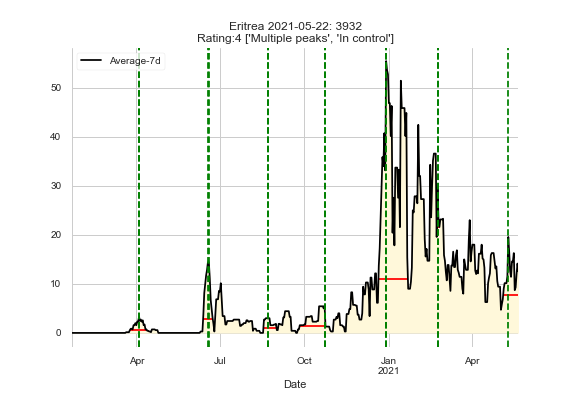 Eritrea 2021-05-22: 3932
Rating:4 ['Multiple peaks', 'In control']
Average-7d
50
40
30
20
10
0
Apr
Jul
Oct
Jan
2021
Apr
Date